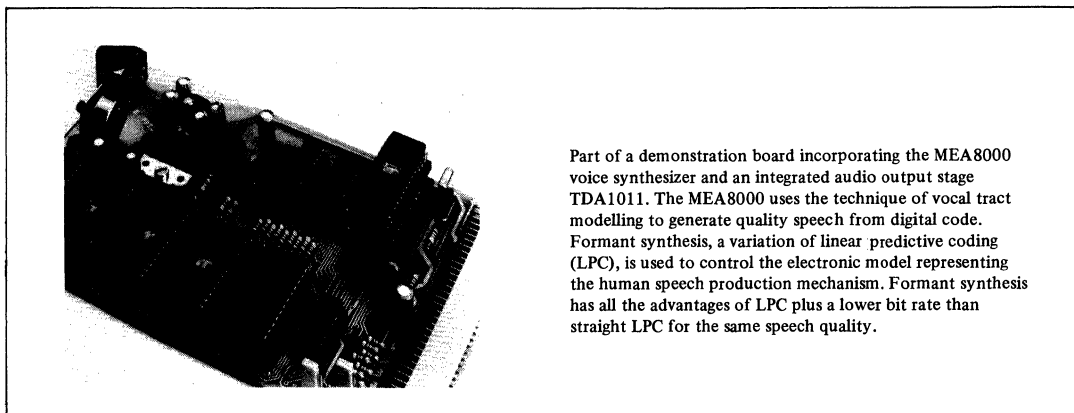 Part of a demonstration board incorporating the MEA8000
voice synthesizer and an integrated audio output stage
TDA1011. The MEA8000 uses the technique of vocal tract
modelling to generate quality speech from digital code.
Formant synthesis, a variation of linear predictive coding
(LPC), is used to control the electronic model representing
the human speech production mechanism. Formant synthesis
has all the advantages of LPC plus a lower bit rate than
straight LPC for the same speech quality.